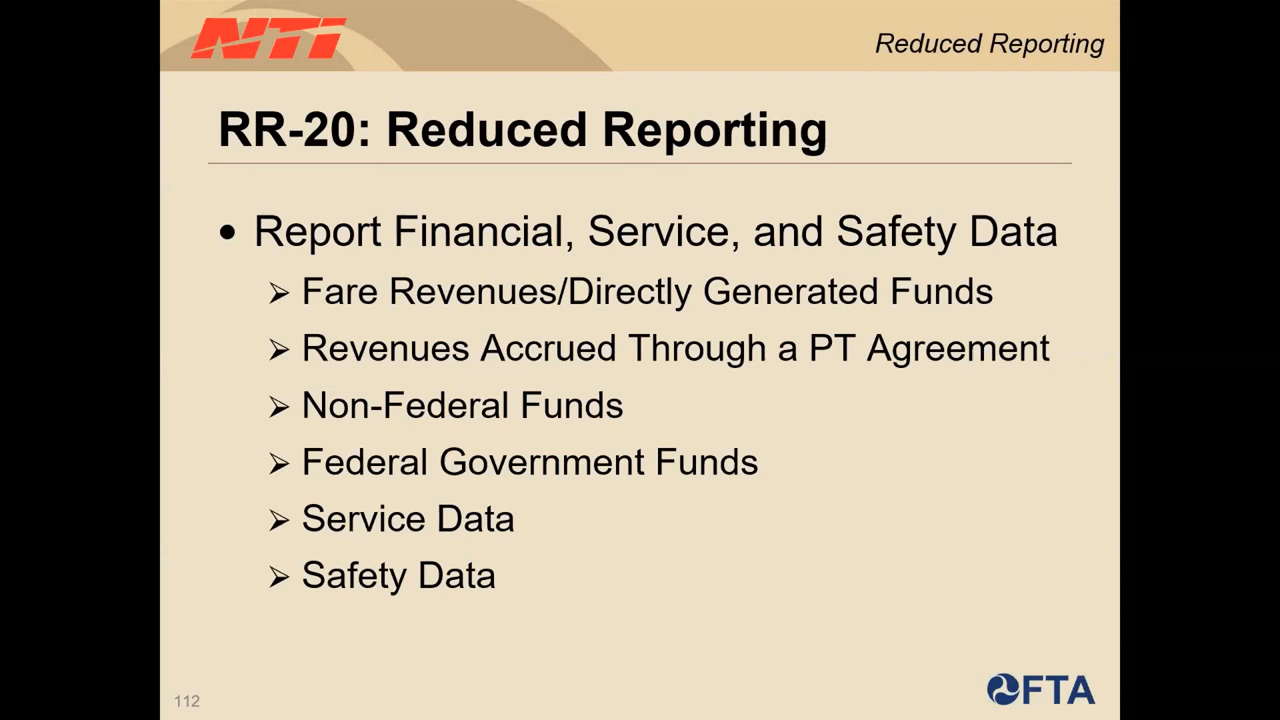 NTI
Reduced Reporting
RR-20: Reduced Reporting
• Report Financial, Service, and Safety Data
➢ Fare Revenues/Directly Generated Funds
➢ Revenues Accrued Through a PT Agreement
➢ Non-Federal Funds
➢ Federal Government Funds
➢ Service Data
➢ Safety Data
112
FTA